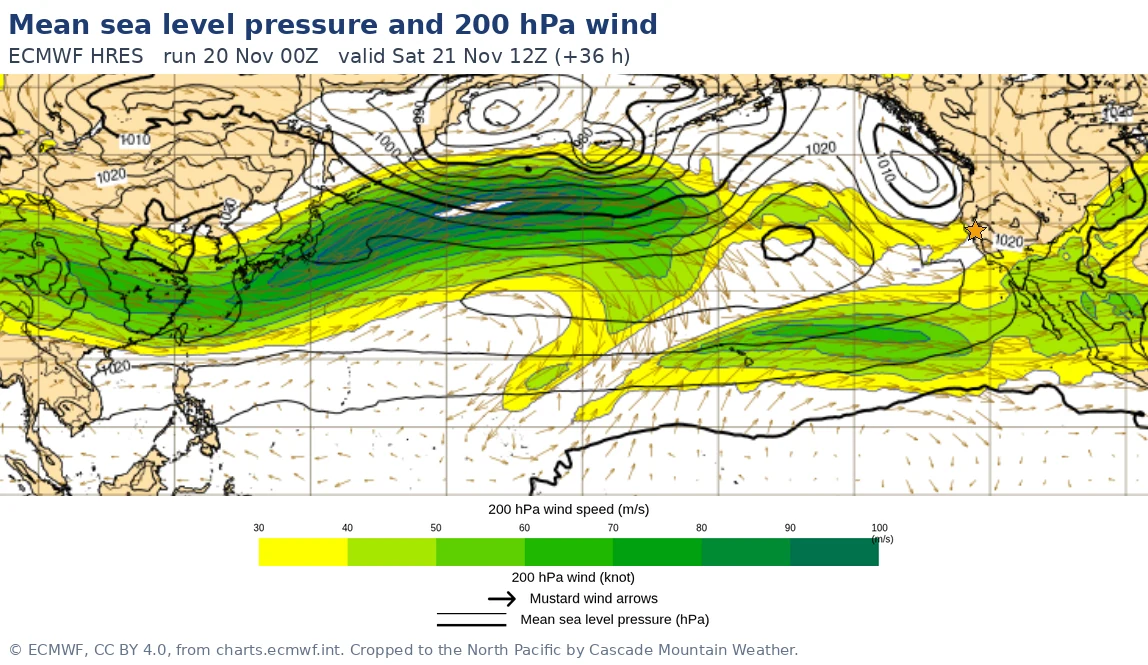 Mean sea level pressure and 200 hPa wind
ECMWF HRES run 20 Nov 00Z valid Sat 21 Nov 12Z (+36 h)
990
1020
1010
1000
980
1020
1010
1020
1020
1020
1020
200 hPa wind speed (m/s)
30 40 50 60 70 80 90 100
(m/s)
200 hPa wind (knot)
Mustard wind arrows
Mean sea level pressure (hPa)
© ECMWF, CC BY 4.0, from charts.ecmwf.int. Cropped to the North Pacific by Cascade Mountain Weather.